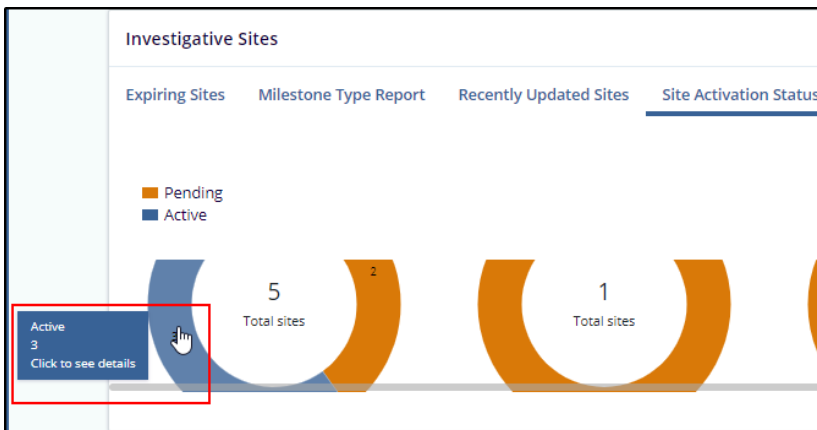 Investigative Sites
Expiring Sites Milestone Type Report Recently Updated Sites Site Activation Status
Pending
Active
2
5
Total sites
1
Total sites
Active
3
Click to see details